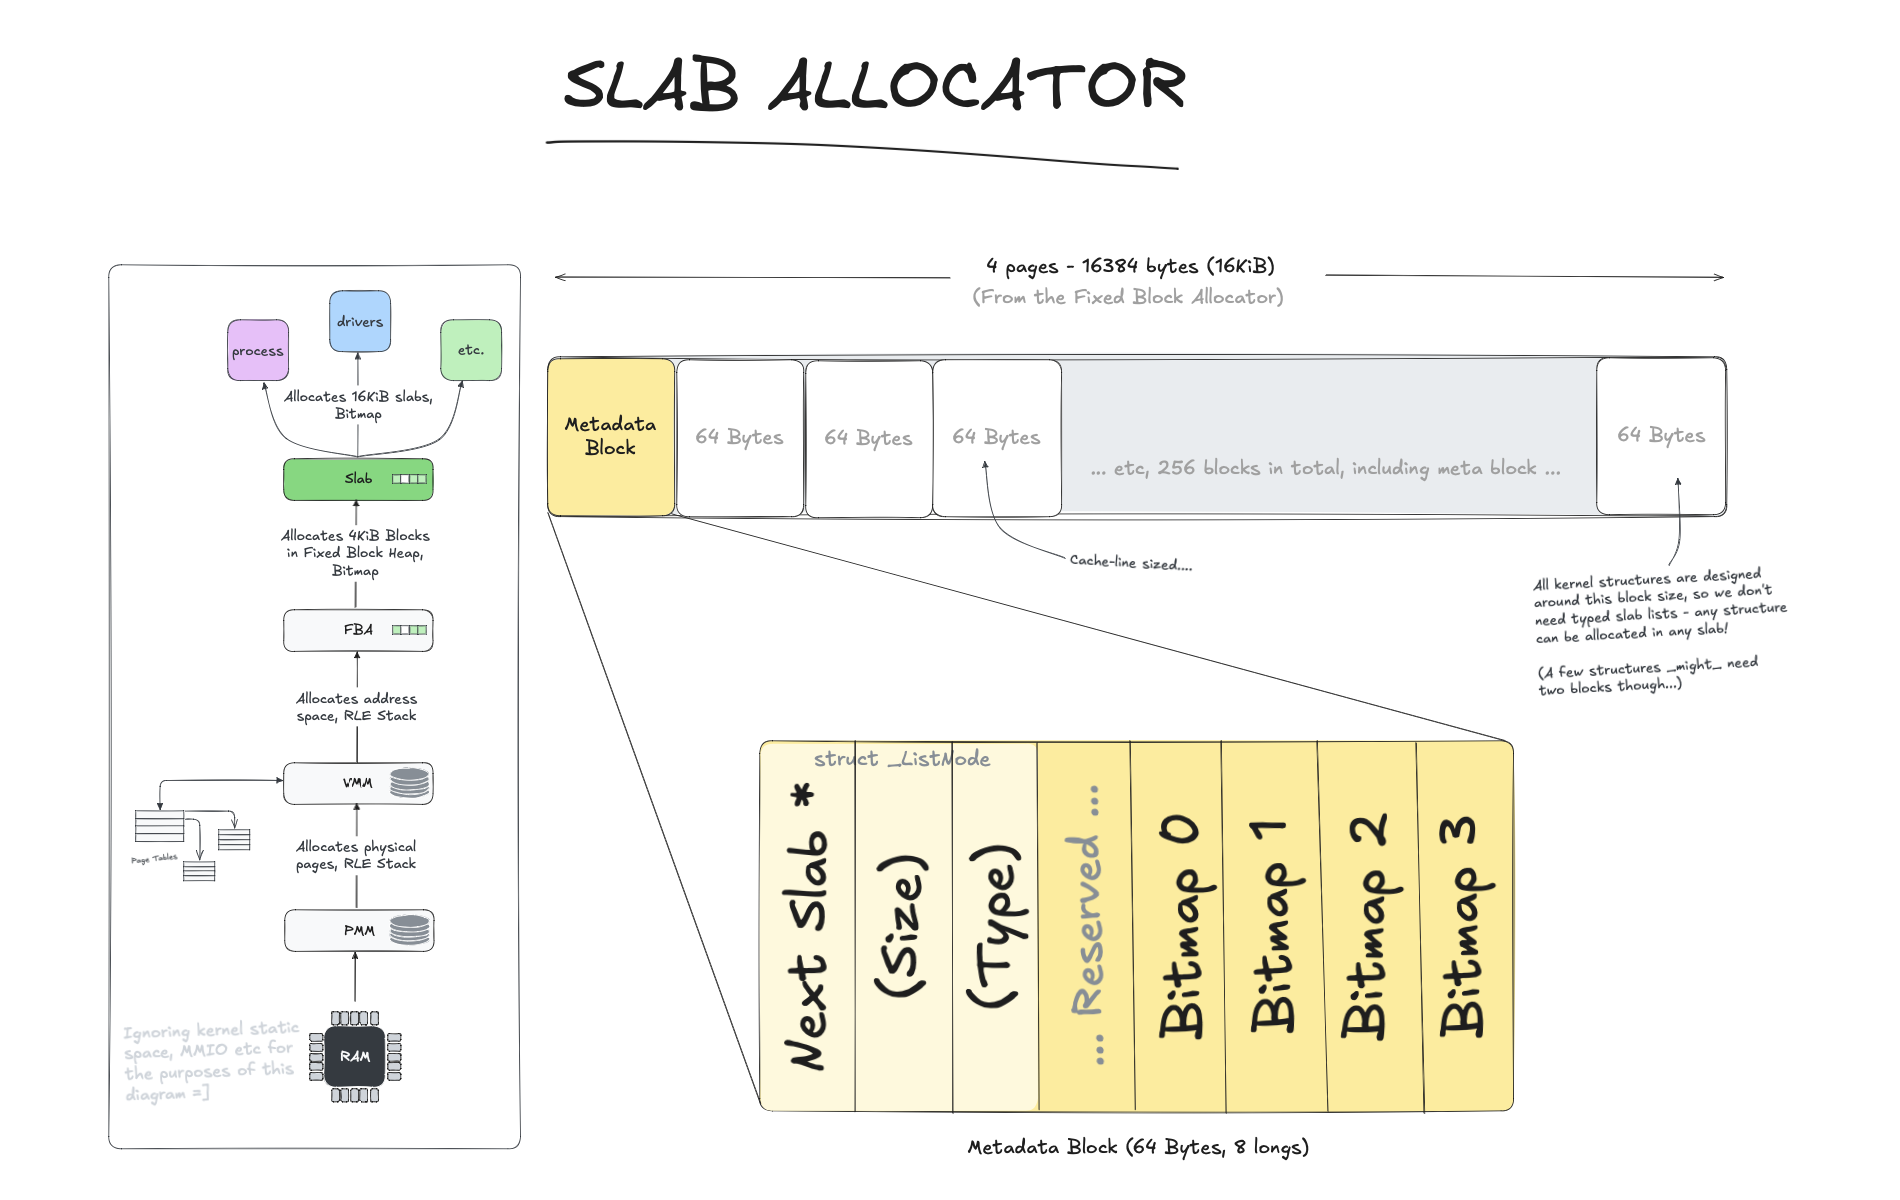 SLAB ALLOCATOR
process
drivers
etc.
Allocates 16KiB slabs,
Bitmap
Slab
Allocates 4KiB Blocks
in Fixed Block Heap,
Bitmap
FBA
Allocates address
space, RLE Stack
VMM
Page Tables
Allocates physical
pages, RLE Stack
PMM
RAM
Ignoring kernel static
space, MMIO etc for
the purposes of this
diagram =]
4 pages - 16384 bytes (16KiB)
(From the Fixed Block Allocator)
Metadata
Block
64 Bytes
64 Bytes
64 Bytes
... etc, 256 blocks in total, including meta block ...
64 Bytes
Cache-line sized....
All kernel structures are designed
around this block size, so we don't
need typed slab lists - any structure
can be allocated in any slab!
(A few structures _might_ need
two blocks though...)
struct _ListNode
Next Slab *
(Size)
(Type)
... Reserved ...
Bitmap 0
Bitmap 1
Bitmap 2
Bitmap 3
Metadata Block (64 Bytes, 8 longs)